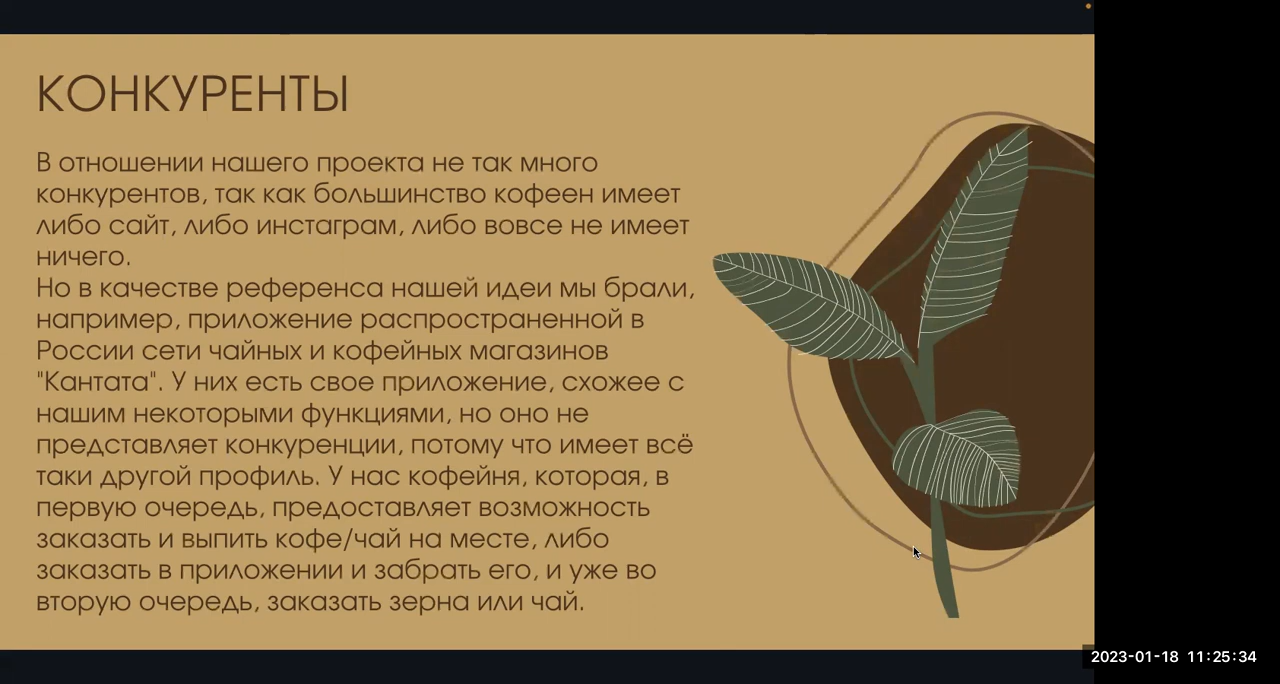 КОНКУРЕНТЫ
В отношении нашего проекта не так много
конкурентов, так как большинство кофеен имеет
либо сайт, либо инстаграм, либо вовсе не имеет
ничего.
Но в качестве референса нашей идеи мы брали,
например, приложение распространенной в
России сети чайных и кофейных магазинов
"Кантата". У них есть свое приложение, схожее с
нашим некоторыми функциями, но оно не
представляет конкуренции, потому что имеет всё
таки другой профиль. У нас кофейня, которая, в
первую очередь, предоставляет возможность
заказать и выпить кофе/чай на месте, либо
заказать в приложении и забрать его, и уже во
вторую очередь, заказать зерна или чай.
2023-01-18 11:25:34